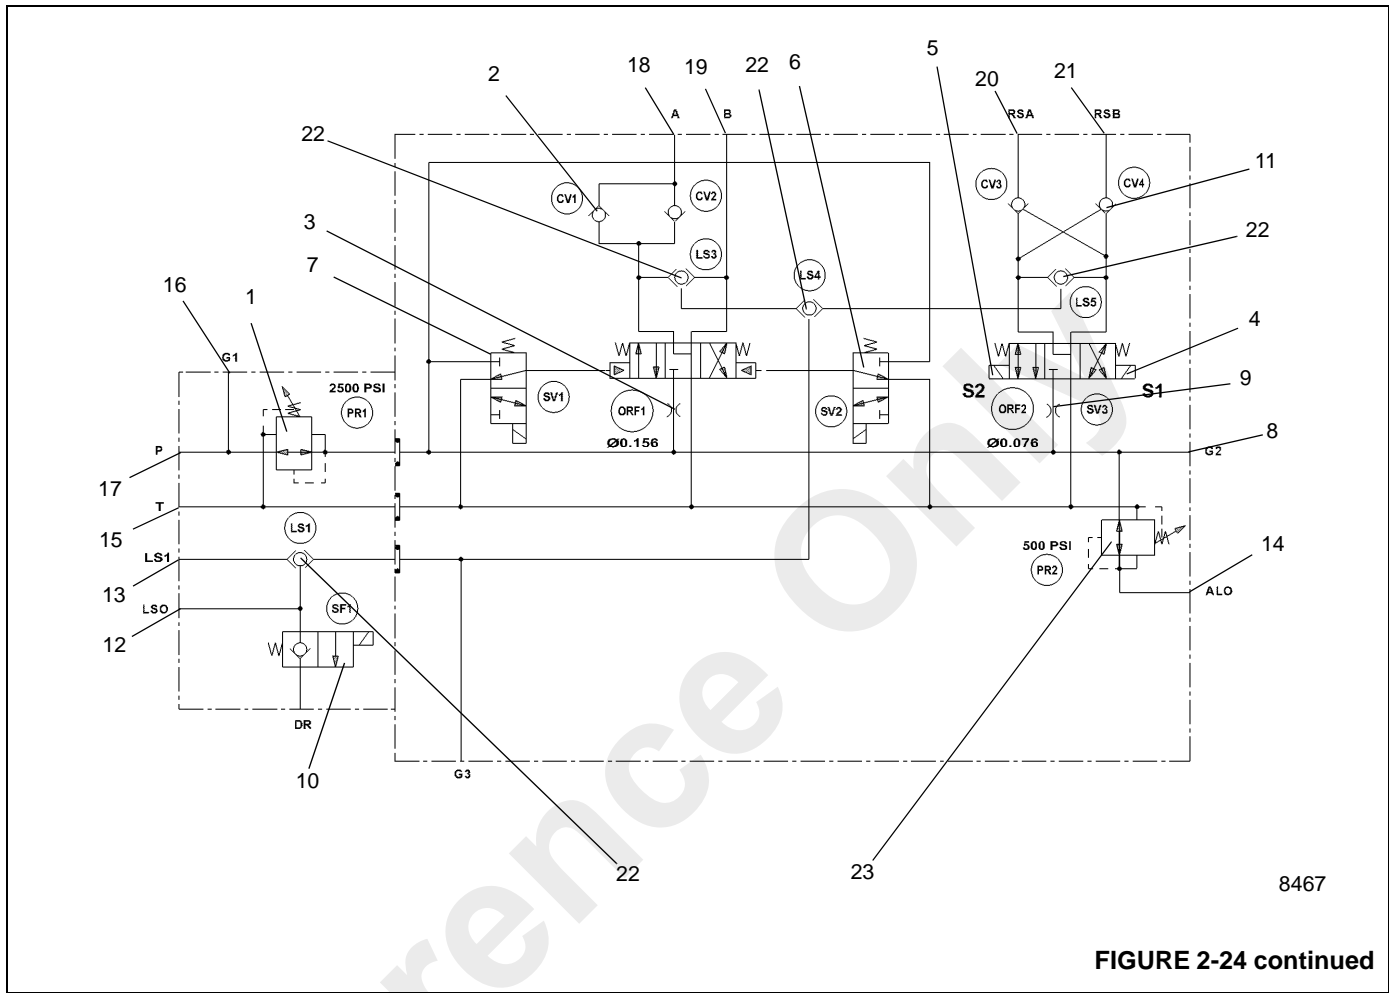 5
18
19
22
6
20
21
2
A
B
RSA
RSB
22
11
CV1
CV2
CV3
CV4
3
22
LS3
7
LS4
16
1
LS5
4
G1
2500 PSI
PR1
S2
S1
9
SV1
ORF1
SV2
ORF2
SV3
Ø0.156
Ø0.076
8
P
G2
17
T
15
LS1
500 PSI
14
LS1
PR2
13
ALO
LSO
SF1
12
DR
10
G3
22
23
8467
rence Only
FIGURE 2-24 continued